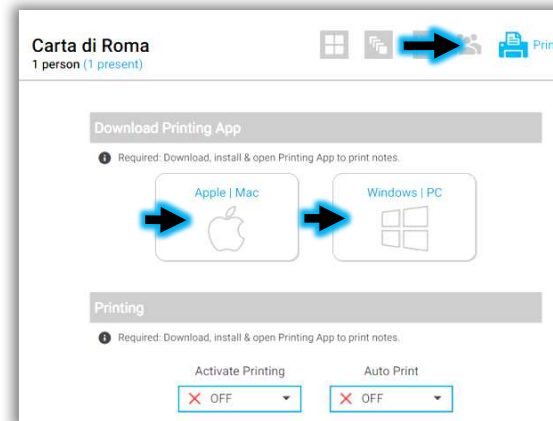 Carta di Roma
1 person (1 present)
Download Printing App
Required: Download, install & open Printing App to print notes.
Apple | Mac
Windows | PC
Printing
Required: Download, install & open Printing App to print notes.
Activate Printing
Auto Print
OFF
OFF